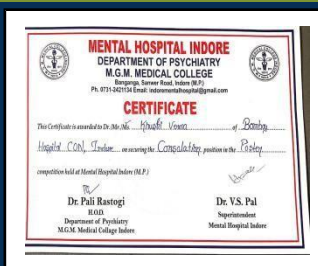 MENTAL HOSPITAL INDORE
DEPARTMENT OF PSYCHIATRY
M.G.M. MEDICAL COLLEGE
Banganga, Sanwer Road, Indore (M.P.)
Ph. 0731-2421134 Email: indorementalhospital@gmail.com
CERTIFICATE
This Certificate is awarded to Dr. /Mr. /Ms. Khushi Verma of Bombay
Hospital CON, Indore in securing the Consolation position in the Poster
competition held at Mental Hospital Indore (M.P.)
Dr. Pali Rastogi
H.O.D.
Department of Psychiatry
M.G.M. Medical Collage Indore
Dr. V.S. Pal
Superintendent
Mental Hospital Indore